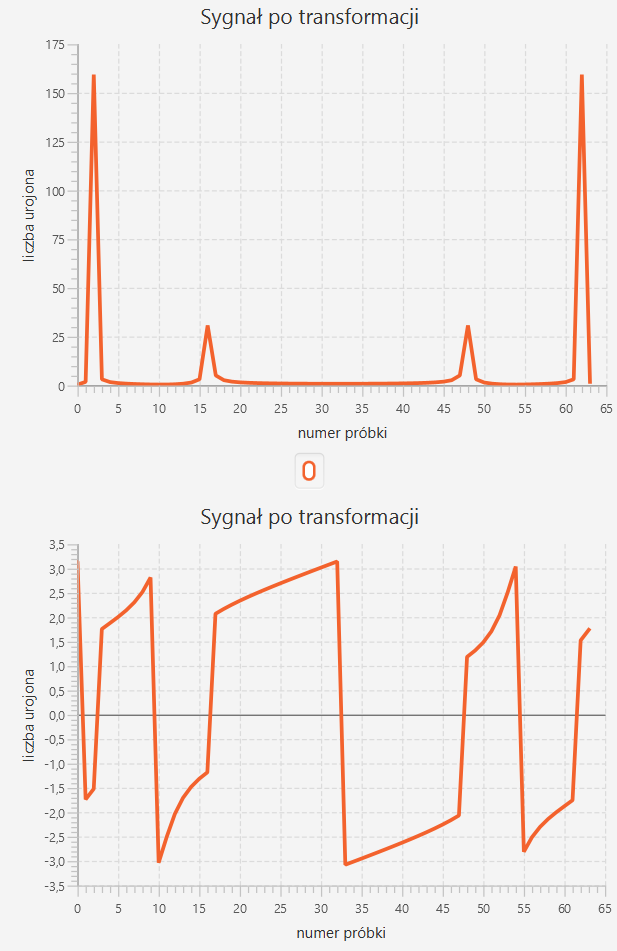 Sygnał po transformacji
175
150
125
100
75
50
25
0
liczba urojona
0 5 10 15 20 25 30 35 40 45 50 55 60 65
numer próbki
Sygnał po transformacji
3,5
3,0
2,5
2,0
1,5
1,0
0,5
0,0
-0,5
-1,0
-1,5
-2,0
-2,5
-3,0
-3,5
liczba urojona
0 5 10 15 20 25 30 35 40 45 50 55 60 65
numer próbki